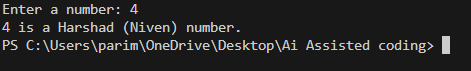 Enter a number: 4
4 is a Harshad (Niven) number.
PS C:\Users\parim\OneDrive\Desktop\Ai Assisted coding>